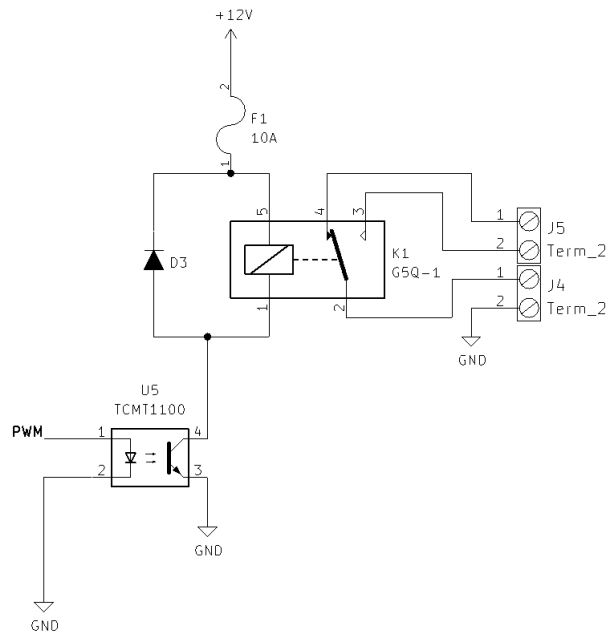 +12V
2
F1
10A
1
5
4
3
K1
G5Q-1
1
2
1
J5
2
Term_2
1
J4
2
Term_2
GND
D3
U5
TCMT1100
PWM
1
4
2
3
GND
GND